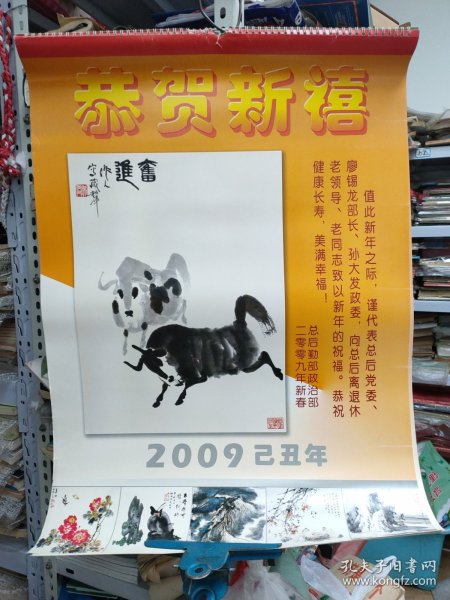 恭贺新禧
奋進
值此新年之际，谨代表总后党委、
廖锡龙部长、孙大发政委，向总后离退休
老领导、老同志致以新年的祝福。恭祝
健康长寿，美满幸福！
总后勤部政治部
二零零九年新春
2009己丑年
孔夫子旧书网
www.kongfz.com